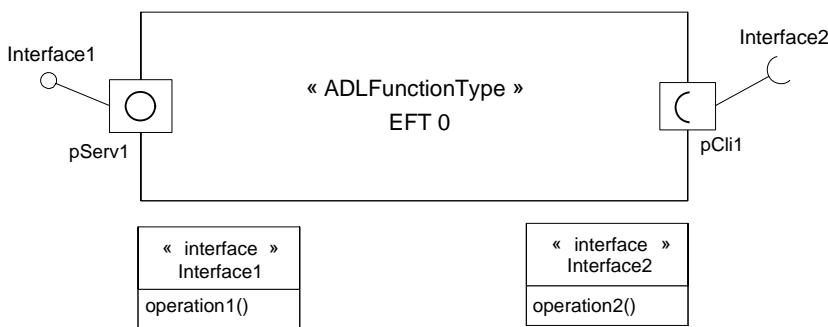 Interface1
Interface2
« ADLFunctionType »
EFT 0
pServ1
pCli1
« interface »
Interface1
operation1()
« interface »
Interface2
operation2()